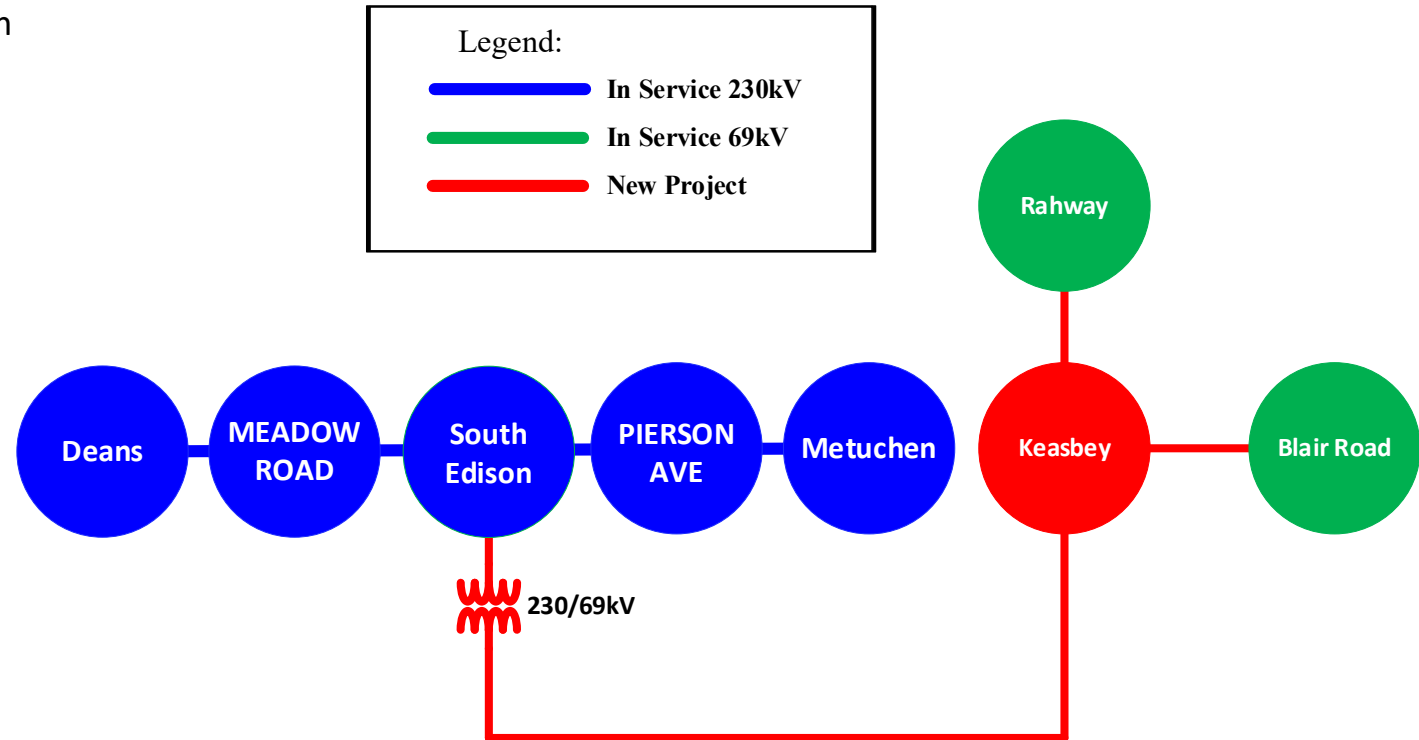 n
Legend:
In Service 230kV
In Service 69kV
New Project
Rahway
Deans
MEADOW
ROAD
South
Edison
PIERSON
AVE
Metuchen
Keasbey
Blair Road
230/69kV